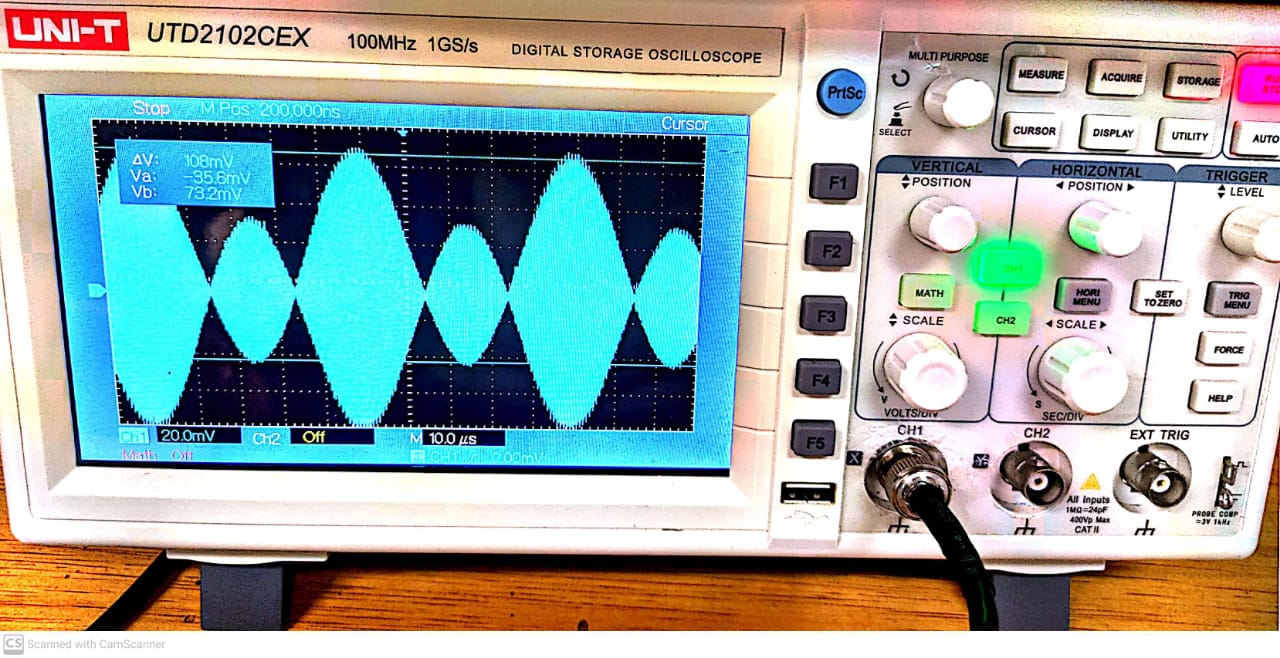 UNI-T UTD2102CEX 100MHz 1GS/s DIGITAL STORAGE OSCILLOSCOPE
Stop M Pos: 200.000ns Cursor
ΔV: 108mV
Va: -35.6mV
Vb: 73.2mV
Ch1 20.0mV Ch2 Off M 10.0 μs
Math Off
PrtSc
F1
F2
F3
F4
F5
MULTI PURPOSE
SELECT
MEASURE ACQUIRE STORAGE
CURSOR DISPLAY UTILITY AUTO
VERTICAL HORIZONTAL TRIGGER
POSITION POSITION LEVEL
CH1
MATH HORI MENU SET TO ZERO TRIG MENU
CH2
SCALE SCALE FORCE
HELP
V VOLTS/DIV S SEC/DIV
CH1 CH2 EXT TRIG
X Y
All Inputs
1MΩ=24pF
400Vp Max
CAT II
PROBE COMP
≈3V 1kHz
CS Scanned with CamScanner